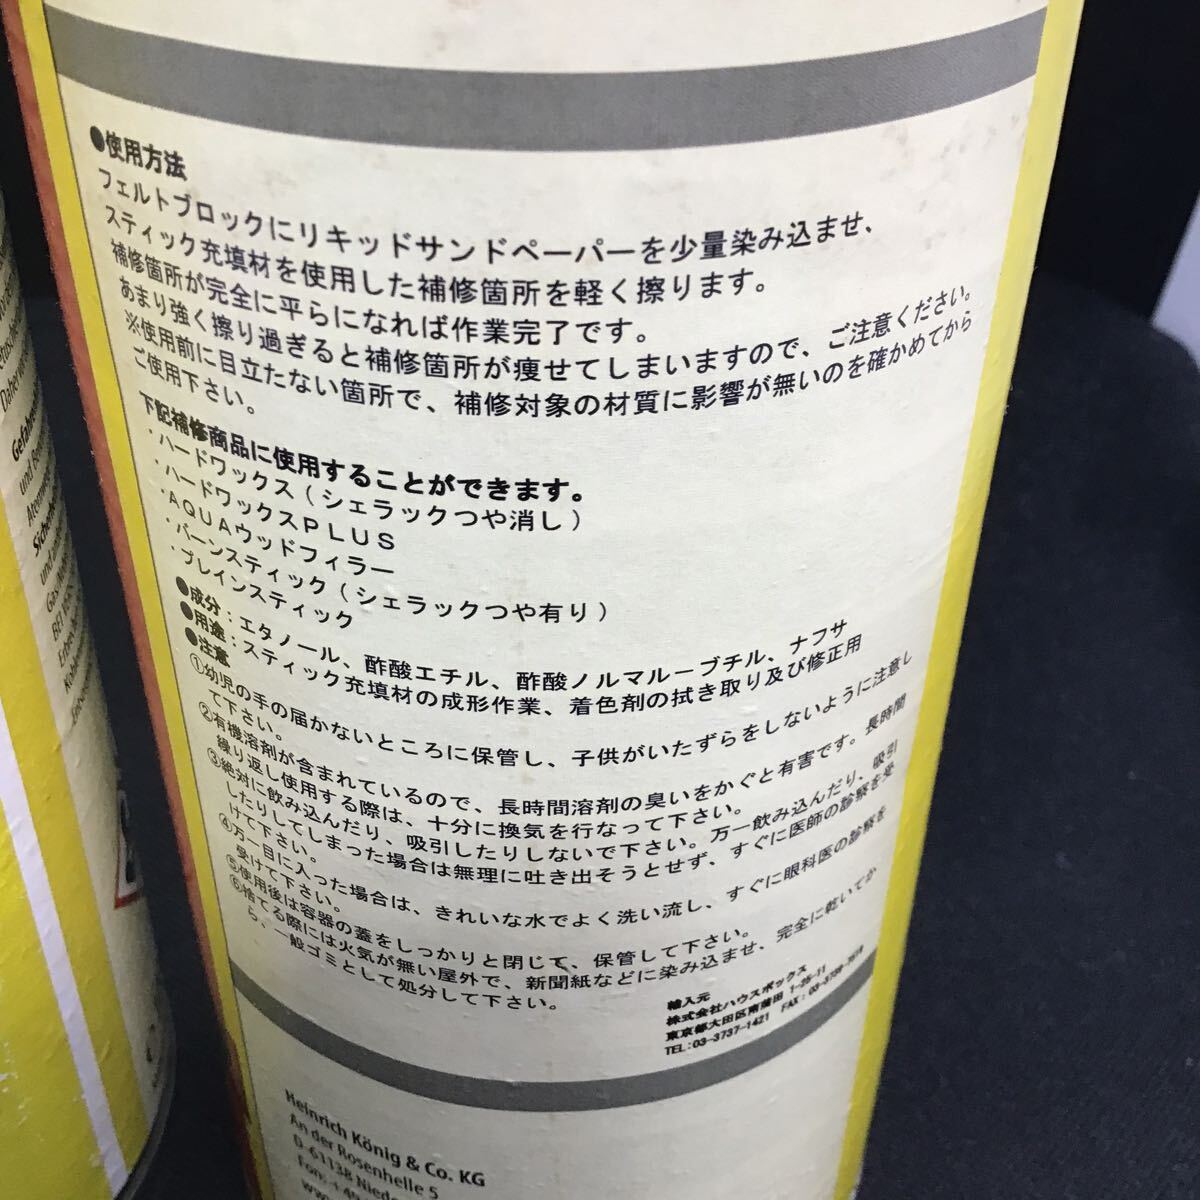 ●使用方法
フェルトブロックにリキッドサンドペーパーを少量染み込ませ、
スティック充填材を使用した補修箇所を軽く擦ります。
補修箇所が完全に平らになれば作業完了です。
あまり強く擦り過ぎると補修箇所が痩せてしまいますので、ご注意ください。
※使用前に目立たない箇所で、補修対象の材質に影響が無いのを確かめてから
ご使用下さい。
下記補修商品に使用することができます。
・ハードワックス（シェラックつや消し）
・ハードワックスＰＬＵＳ
・ＡＱＵＡウッドフィラー
・バーンスティック（シェラックつや有り）
・プレインスティック
●成分：エタノール、酢酸エチル、酢酸ノルマルーブチル、ナフサ
●用途：スティック充填材の成形作業、着色剤の拭き取り及び修正用
●注意
①幼児の手の届かないところに保管し、子供がいたずらをしないように注意し
て下さい。
②有機溶剤が含まれているので、長時間溶剤の臭いをかぐと有害です。長時間
繰り返し使用する際は、十分に換気を行なって下さい。
③絶対に飲み込んだり、吸引したりしないで下さい。万一飲み込んだり、吸引
したりしてしまった場合は無理に吐き出そうとせず、すぐに医師の診察を受
けて下さい。
④万一目に入った場合は、きれいな水でよく洗い流し、すぐに眼科医の診察を
受けて下さい。
⑤使用後は容器の蓋をしっかりと閉じて、保管して下さい。
⑥捨てる際には火気が無い屋外で、新聞紙などに染み込ませ、完全に乾いてか
ら、一般ゴミとして処分して下さい。
輸入元
株式会社ハウスボックス
東京都大田区南蒲田 1-25-11
TEL:03-3737-1421 FAX:
Heinrich König & Co. KG
An der Rosenhelle 5
D-61138 Niede
Fon: +49
www.